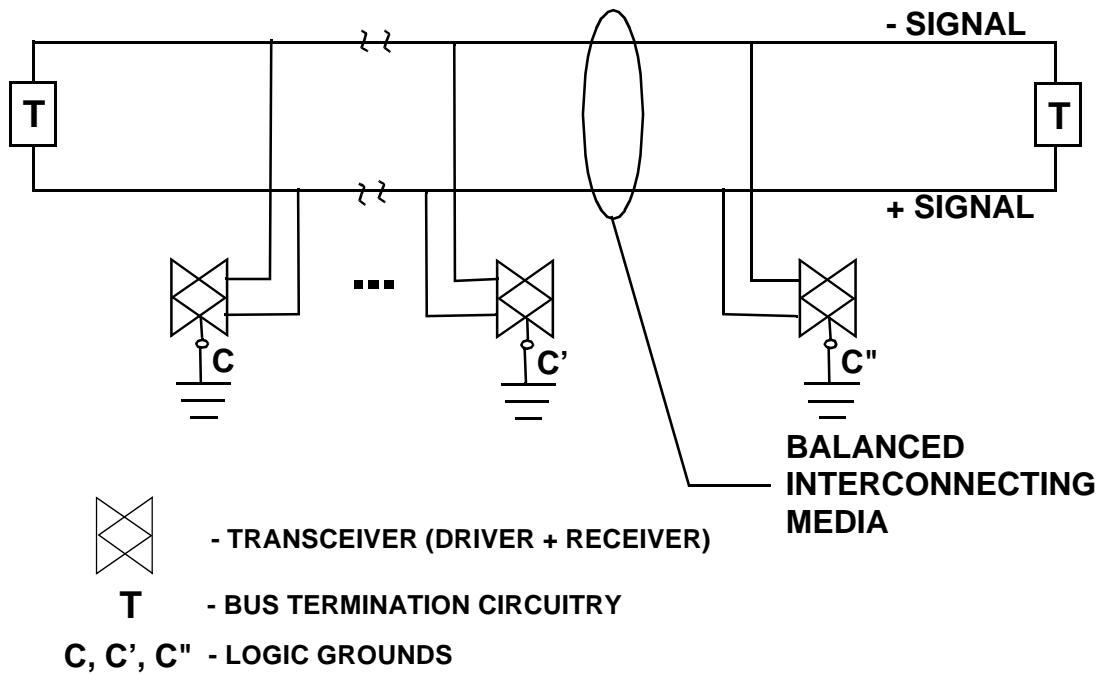 - SIGNAL
T
T
+ SIGNAL
C
C’
C"
BALANCED
INTERCONNECTING
MEDIA
- TRANSCEIVER (DRIVER + RECEIVER)
T - BUS TERMINATION CIRCUITRY
C, C’, C" - LOGIC GROUNDS